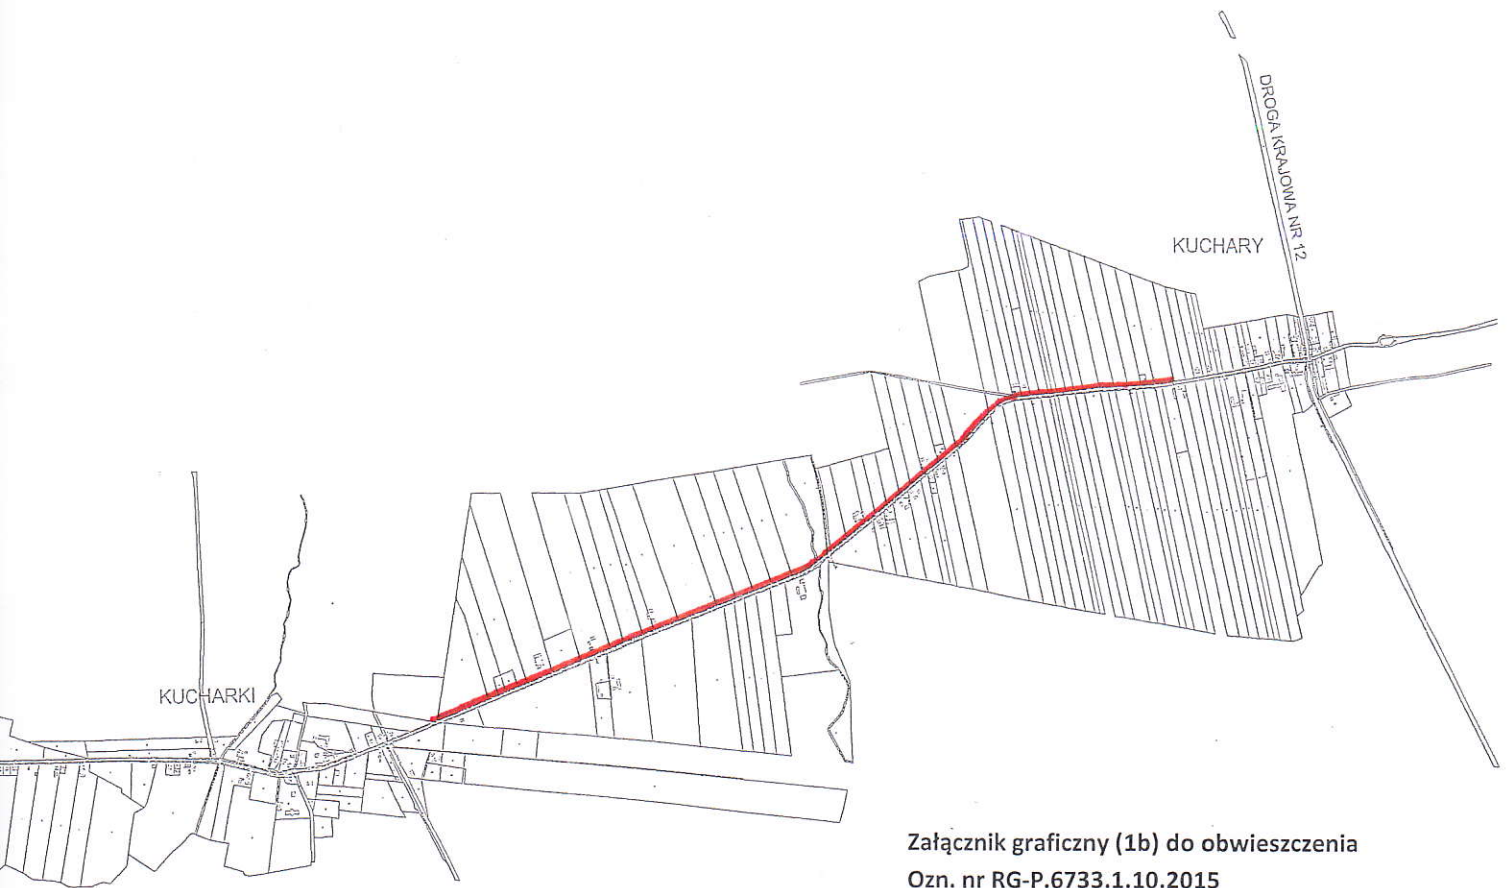 DROGA KRAJOWA NR 12
KUCHARY
KUCHARKI
Załącznik graficzny (1b) do obwieszczenia
Ozn. nr RG-P.6733.1.10.2015